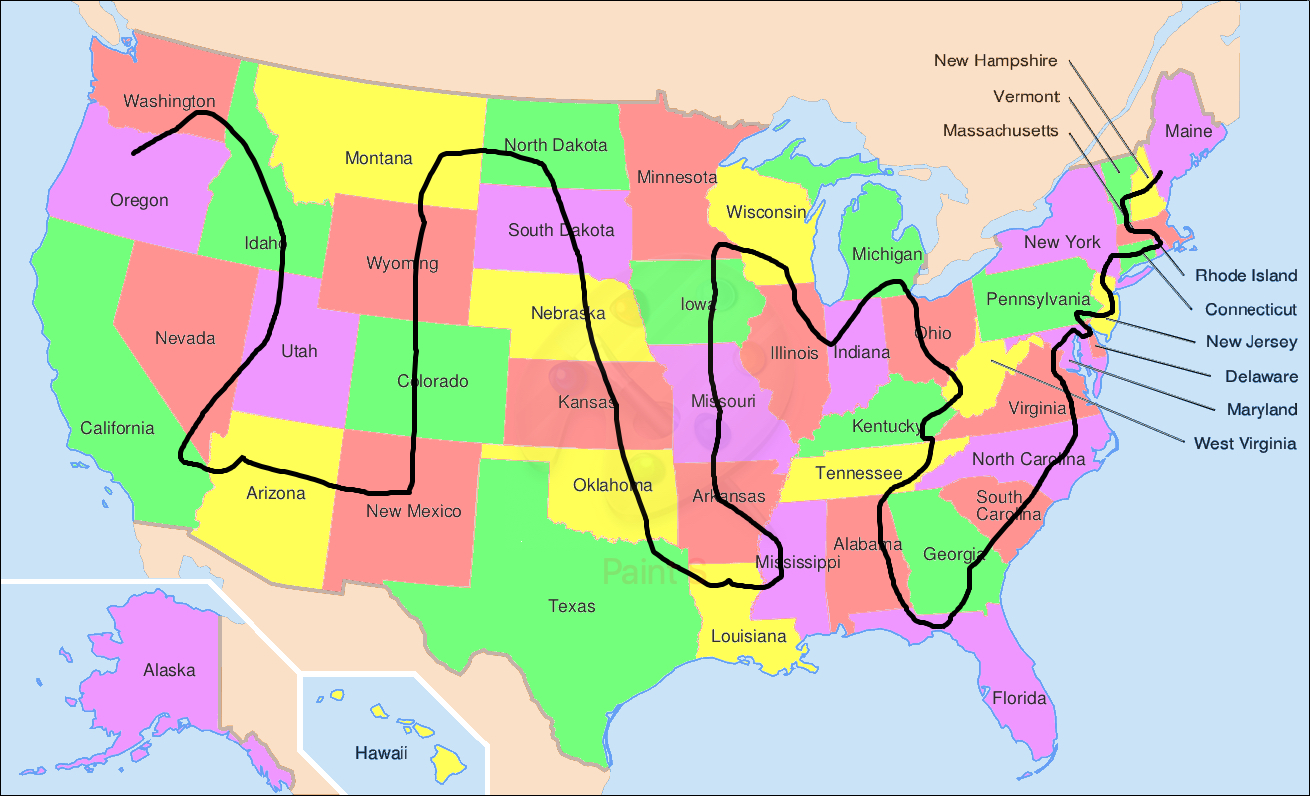 New Hampshire
Vermont
Massachusetts
Washington
Maine
Montana
North Dakota
Minnesota
Oregon
Wisconsin
Idaho
South Dakota
New York
Michigan
Wyoming
Rhode Island
Pennsylvania
Iowa
Connecticut
Nebraska
Nevada
Ohio
New Jersey
Utah
Illinois
Indiana
Colorado
Delaware
Kansas
Missouri
Virginia
Maryland
California
Kentucky
West Virginia
North Carolina
Tennessee
Oklahoma
Arizona
Arkansas
South
Carolina
New Mexico
Alabama
Georgia
Mississippi
Paint S
Texas
Louisiana
Alaska
Florida
Hawaii